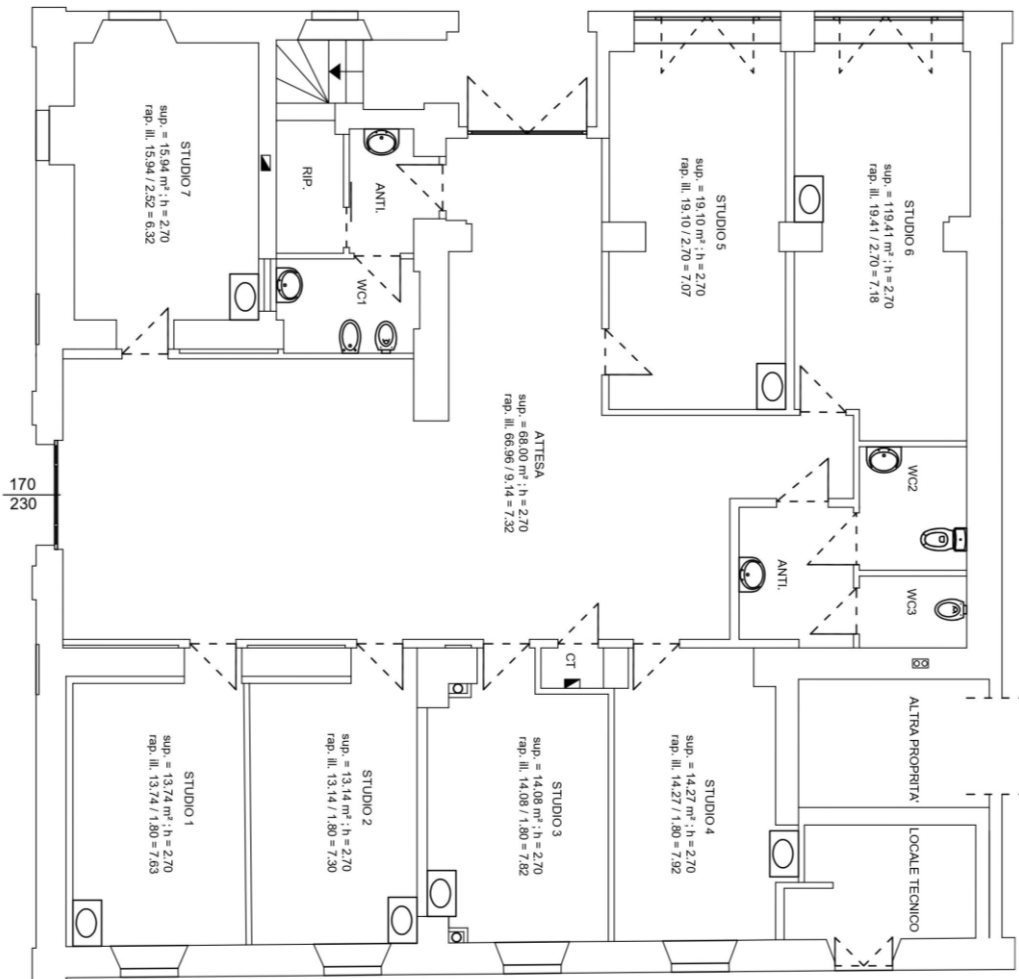 STUDIO 7
sup. = 15.94 m² ; h = 2.70
rap. ill. 15.94 / 2.52 = 6.32
RIP.
ANTI.
WC1
STUDIO 5
sup. = 19.10 m² ; h = 2.70
rap. ill. 19.10 / 2.70 = 7.07
STUDIO 6
sup. = 119.41 m² ; h = 2.70
rap. ill. 19.41 / 2.70 = 7.18
ATTESA
sup. = 68.00 m² ; h = 2.70
rap. ill. 66.96 / 9.14 = 7.32
170
230
WC2
ANTI.
WC3
CT
STUDIO 1
sup. = 13.74 m² ; h = 2.70
rap. ill. 13.74 / 1.80 = 7.63
STUDIO 2
sup. = 13.14 m² ; h = 2.70
rap. ill. 13.14 / 1.80 = 7.30
STUDIO 3
sup. = 14.08 m² ; h = 2.70
rap. ill. 14.08 / 1.80 = 7.82
STUDIO 4
sup. = 14.27 m² ; h = 2.70
rap. ill. 14.27 / 1.80 = 7.92
ALTRA PROPRITA'
LOCALE TECNICO